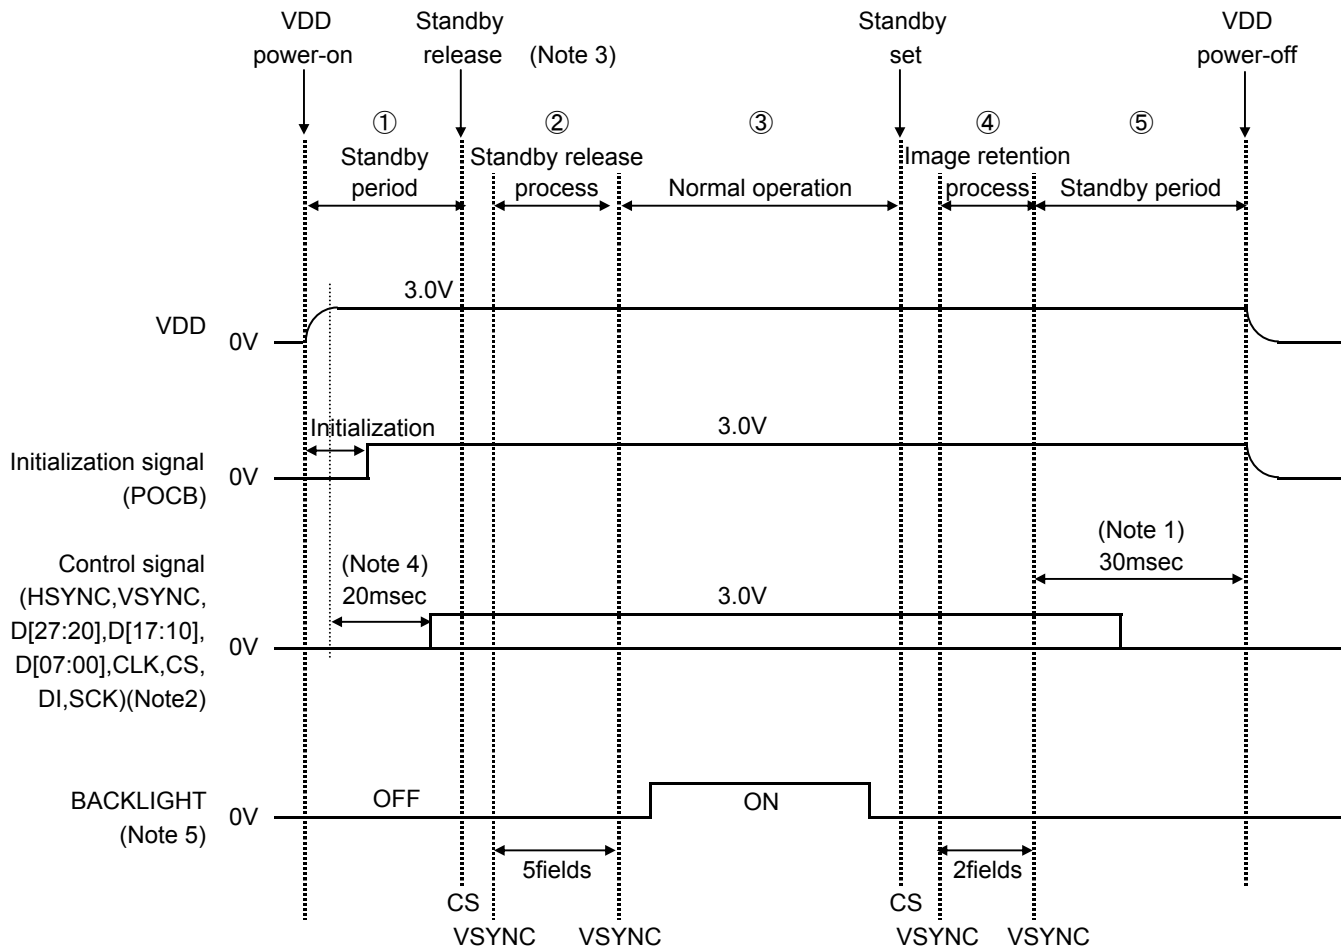 VDD
power-on
Standby
release
(Note 3)
Standby
set
VDD
power-off
①
②
③
④
⑤
Standby
period
Standby release
process
Normal operation
Image retention
process
Standby period
3.0V
VDD
0V
Initialization
3.0V
Initialization signal
(POCB)
0V
Control signal
(HSYNC,VSYNC,
D[27:20],D[17:10],
D[07:00],CLK,CS,
DI,SCK)(Note2)
0V
(Note 4)
20msec
3.0V
(Note 1)
30msec
BACKLIGHT
(Note 5)
0V
OFF
ON
5fields
2fields
CS
VSYNC
VSYNC
CS
VSYNC
VSYNC